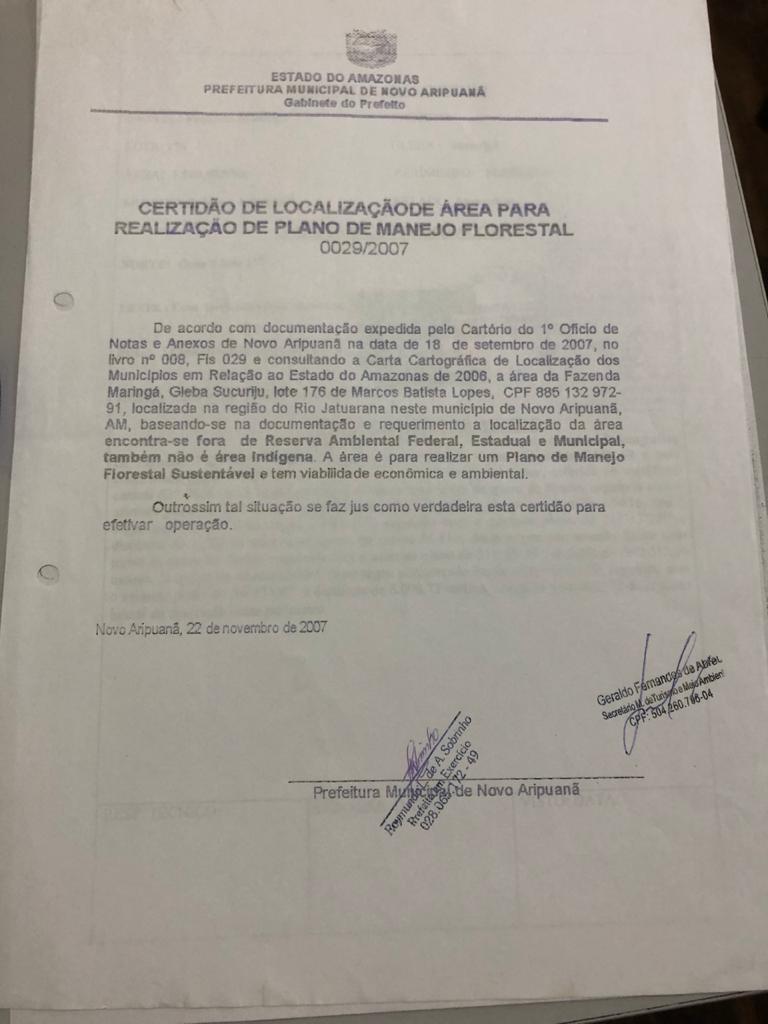 ESTADO DO AMAZONAS
PREFEITURA MUNICIPAL DE NOVO ARIPUANÃ
Gabinete do Prefeito
CERTIDÃO DE LOCALIZAÇÃODE ÁREA PARA
REALIZAÇÃO DE PLANO DE MANEJO FLORESTAL
0029/2007
De acordo com documentação expedida pelo Cartório do 1º Oficio de
Notas e Anexos de Novo Aripuanã na data de 18 de setembro de 2007, no
livro nº 008, Fls 029 e consultando a Carta Cartográfica de Localização dos
Municípios em Relação ao Estado do Amazonas de 2006, a área da Fazenda
Maringá, Gleba Sucuriju, lote 176 de Marcos Batista Lopes, CPF 885 132 972-
91, localizada na região do Rio Jatuarana neste município de Novo Aripuanã,
AM, baseando-se na documentação e requerimento a localização da área
encontra-se fora de Reserva Ambiental Federal, Estadual e Municipal,
também não é área Indígena. A área é para realizar um Plano de Manejo
Florestal Sustentável e tem viabilidade econômica e ambiental.
Outrossim tal situação se faz jus como verdadeira esta certidão para
efetivar operação.
Novo Aripuanã, 22 de novembro de 2007
Geraldo Fernandes de Abreu
Secretário M. de Turismo e Meio Ambien
CPF: 504.260.706-04
Raymundo L. de A. Sobrinho
Prefeito em Exercício
028.064.172-49
Prefeitura Municipal de Novo Aripuanã